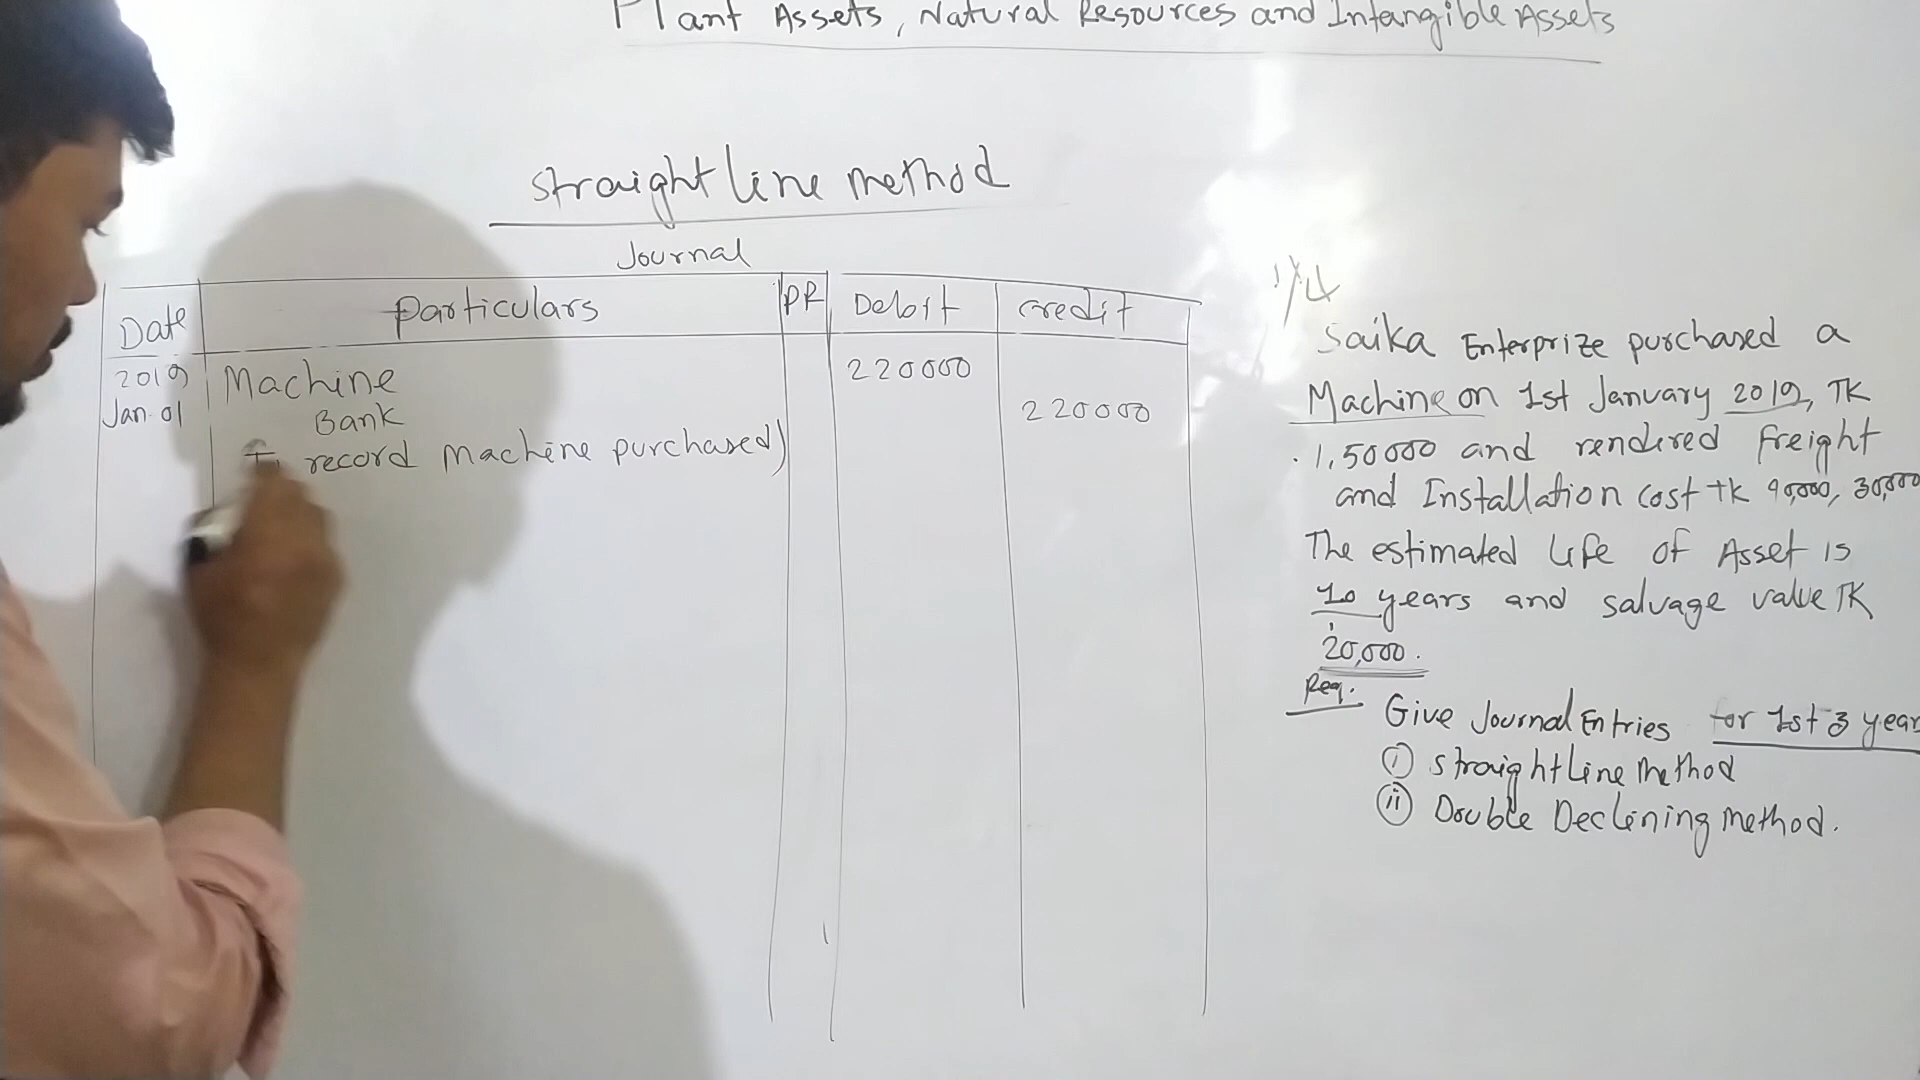 Plant Assets, Natural Resources and Intangible Assets
straight line method
Journal
Date Particulars PR Debit credit
2019 Machine 220000
Jan. 01 Bank 220000
To record Machine purchased)
Saika Enterprize purchased a
Machine on 1st January 2019, TK
1,50000 and rendered Freight
and Installation cost TK 40,000, 30,000
The estimated life of Asset is
10 years and salvage value TK
20,000.
Req.
Give Journal Entries for 1st 3 year
(i) straight Line Method
(ii) Double Declining Method.